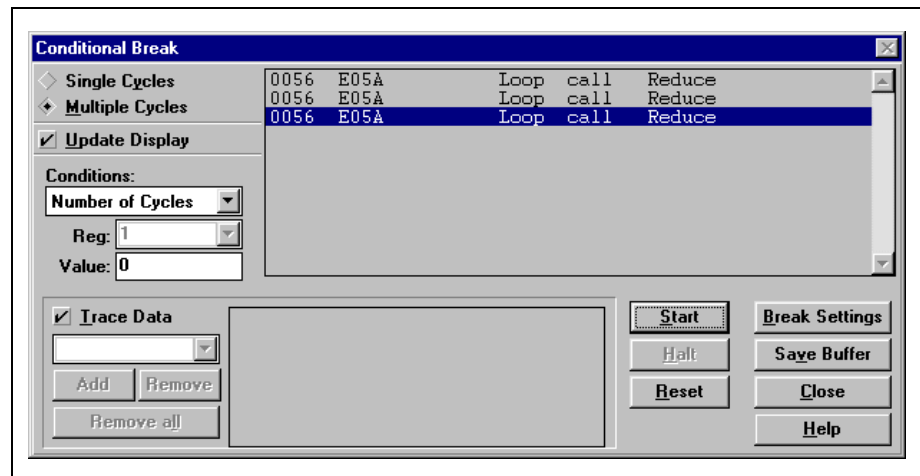 Conditional Break
Single Cycles
Multiple Cycles
Update Display
Conditions:
Number of Cycles
Reg: 1
Value: 0
0056 E05A Loop call Reduce
0056 E05A Loop call Reduce
0056 E05A Loop call Reduce
Trace Data
Add Remove
Remove all
Start
Halt
Reset
Break Settings
Save Buffer
Close
Help